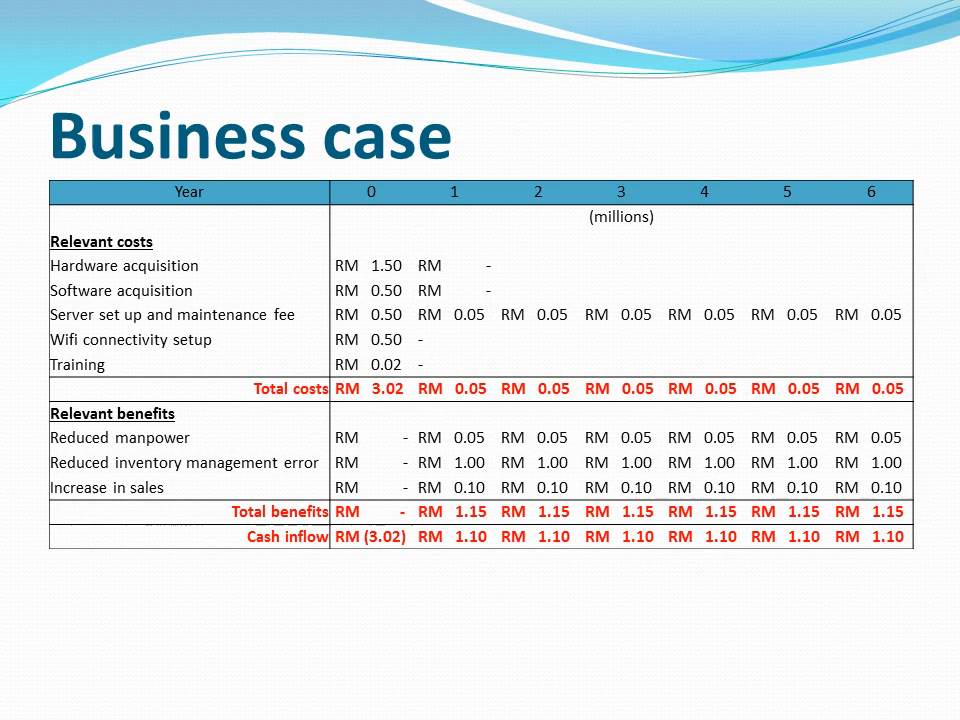 Business case
Year 0 1 2 3 4 5 6
(millions)
Relevant costs
Hardware acquisition RM 1.50 RM -
Software acquisition RM 0.50 RM -
Server set up and maintenance fee RM 0.50 RM 0.05 RM 0.05 RM 0.05 RM 0.05 RM 0.05 RM 0.05
Wifi connectivity setup RM 0.50 -
Training RM 0.02 -
Total costs RM 3.02 RM 0.05 RM 0.05 RM 0.05 RM 0.05 RM 0.05 RM 0.05
Relevant benefits
Reduced manpower RM - RM 0.05 RM 0.05 RM 0.05 RM 0.05 RM 0.05 RM 0.05
Reduced inventory management error RM - RM 1.00 RM 1.00 RM 1.00 RM 1.00 RM 1.00 RM 1.00
Increase in sales RM - RM 0.10 RM 0.10 RM 0.10 RM 0.10 RM 0.10 RM 0.10
Total benefits RM - RM 1.15 RM 1.15 RM 1.15 RM 1.15 RM 1.15 RM 1.15
Cash inflow RM (3.02) RM 1.10 RM 1.10 RM 1.10 RM 1.10 RM 1.10 RM 1.10